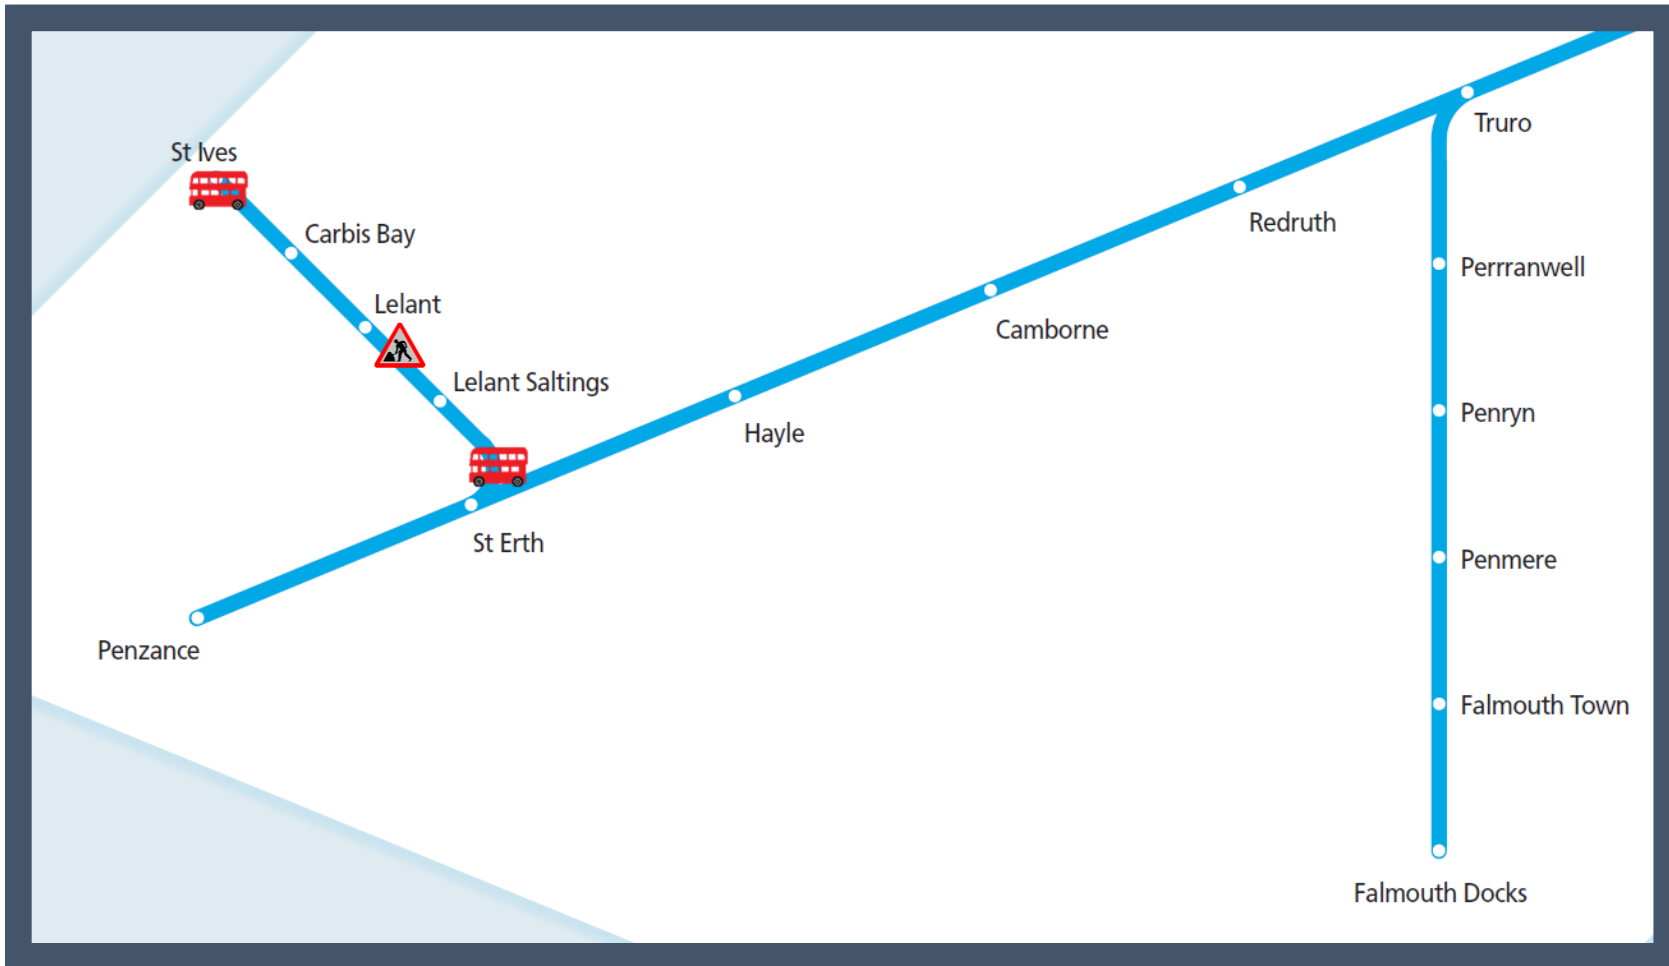 Truro
St Ives
Redruth
Carbis Bay
Perrranwell
Lelant
Camborne
Lelant Saltings
Penryn
Hayle
St Erth
Penmere
Penzance
Falmouth Town
Falmouth Docks